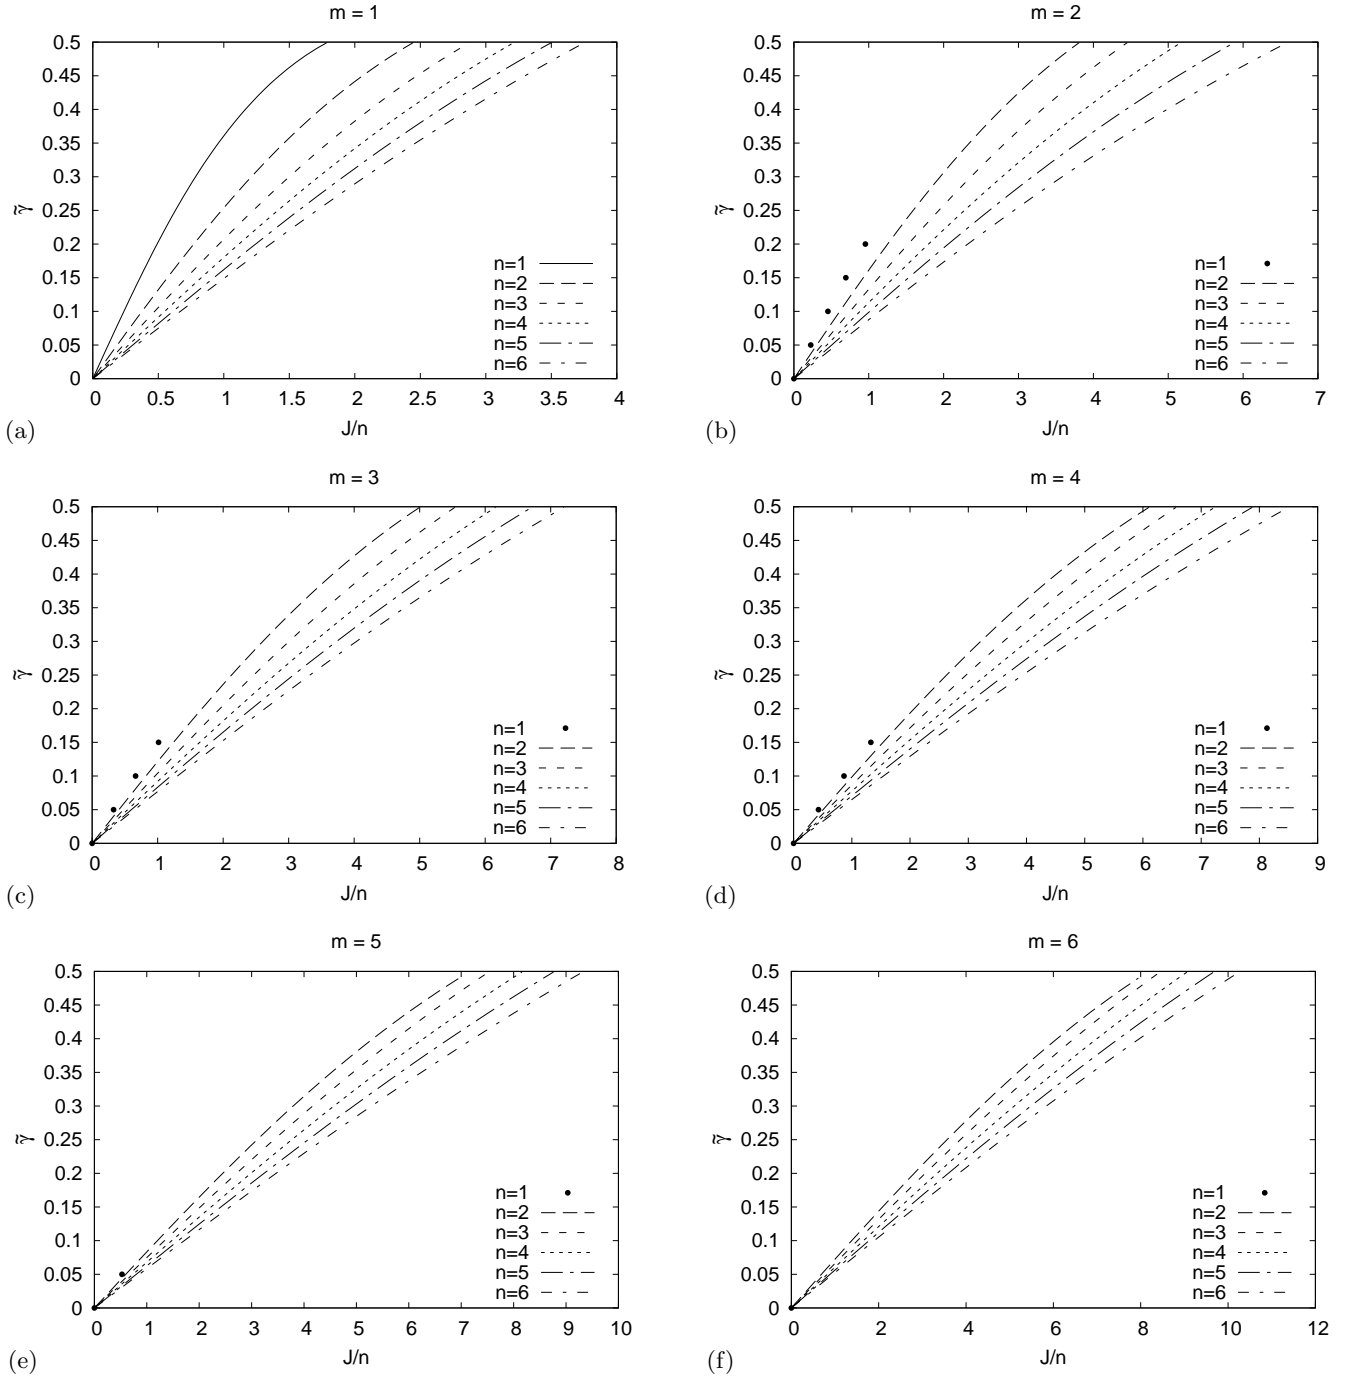 m = 1
0.5
0.45
0.4
0.35
0.3
0.25
0.2
0.15
0.1
0.05
0
γ̃
n=1
n=2
n=3
n=4
n=5
n=6
0 0.5 1 1.5 2 2.5 3 3.5 4
(a)
J/n
m = 2
0.5
0.45
0.4
0.35
0.3
0.25
0.2
0.15
0.1
0.05
0
γ̃
n=1
n=2
n=3
n=4
n=5
n=6
0 1 2 3 4 5 6 7
(b)
J/n
m = 3
0.5
0.45
0.4
0.35
0.3
0.25
0.2
0.15
0.1
0.05
0
γ̃
n=1
n=2
n=3
n=4
n=5
n=6
0 1 2 3 4 5 6 7 8
(c)
J/n
m = 4
0.5
0.45
0.4
0.35
0.3
0.25
0.2
0.15
0.1
0.05
0
γ̃
n=1
n=2
n=3
n=4
n=5
n=6
0 1 2 3 4 5 6 7 8 9
(d)
J/n
m = 5
0.5
0.45
0.4
0.35
0.3
0.25
0.2
0.15
0.1
0.05
0
γ̃
n=1
n=2
n=3
n=4
n=5
n=6
0 1 2 3 4 5 6 7 8 9 10
(e)
J/n
m = 6
0.5
0.45
0.4
0.35
0.3
0.25
0.2
0.15
0.1
0.05
0
γ̃
n=1
n=2
n=3
n=4
n=5
n=6
0 2 4 6 8 10 12
(f)
J/n